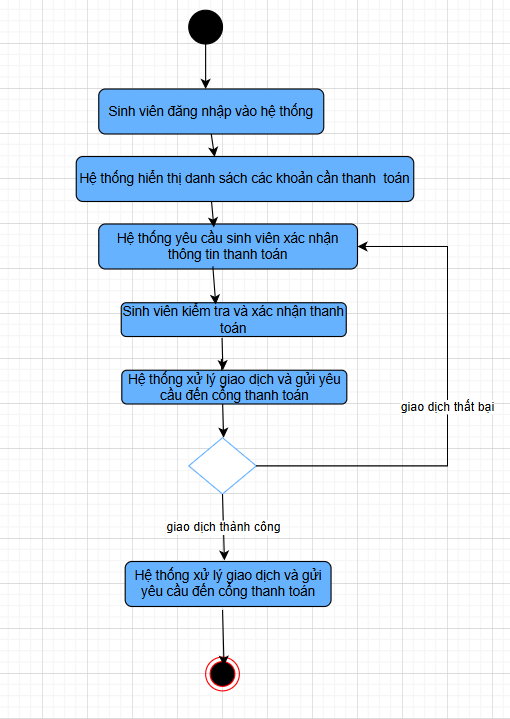 Sinh viên đăng nhập vào hệ thống
Hệ thống hiển thị danh sách các khoản cần thanh toán
Hệ thống yêu cầu sinh viên xác nhận
thông tin thanh toán
Sinh viên kiểm tra và xác nhận thanh
toán
Hệ thống xử lý giao dịch và gửi yêu
cầu đến cổng thanh toán
giao dịch thất bại
giao dịch thành công
Hệ thống xử lý giao dịch và gửi
yêu cầu đến cổng thanh toán